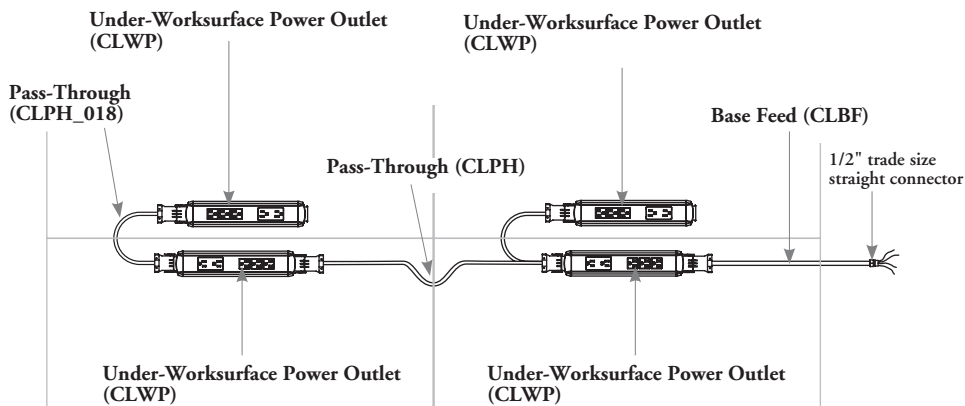 Under-Worksurface Power Outlet
(CLWP)
Under-Worksurface Power Outlet
(CLWP)
Pass-Through
(CLPH_018)
Base Feed (CLBF)
1/2" trade size
straight connector
Pass-Through (CLPH)
Under-Worksurface Power Outlet
(CLWP)
Under-Worksurface Power Outlet
(CLWP)